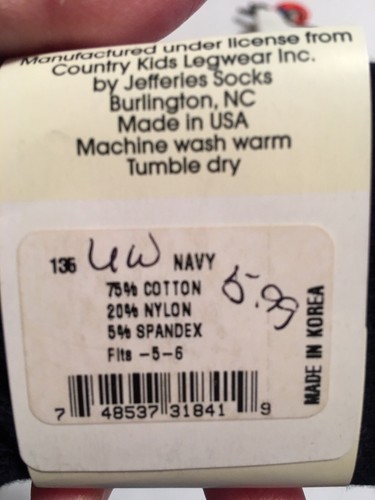 Manufactured under license from
Country Kids Legwear Inc.
by Jefferies Socks
Burlington, NC
Made in USA
Machine wash warm
Tumble dry
136 UW NAVY
75% COTTON
20% NYLON
5% SPANDEX
Fits -5-6
5.99
MADE IN KOREA
7 48537 31841 9